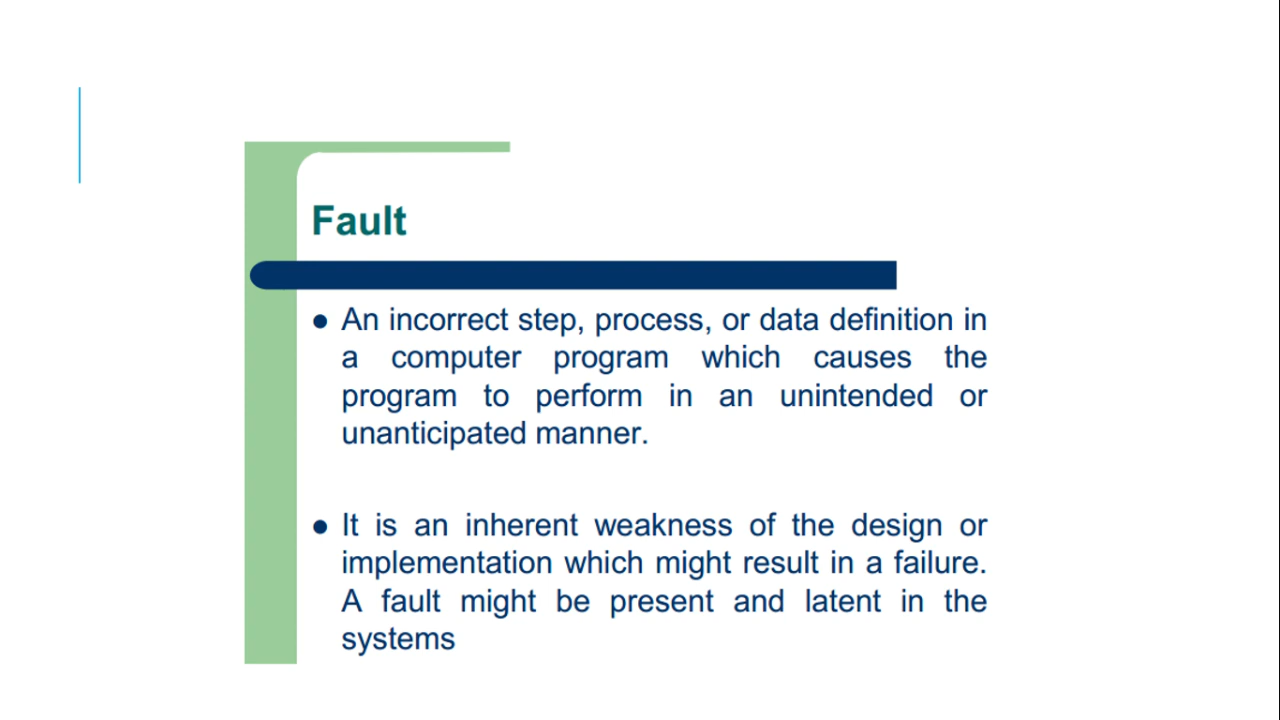 Fault
● An incorrect step, process, or data definition in
a computer program which causes the
program to perform in an unintended or
unanticipated manner.
● It is an inherent weakness of the design or
implementation which might result in a failure.
A fault might be present and latent in the
systems